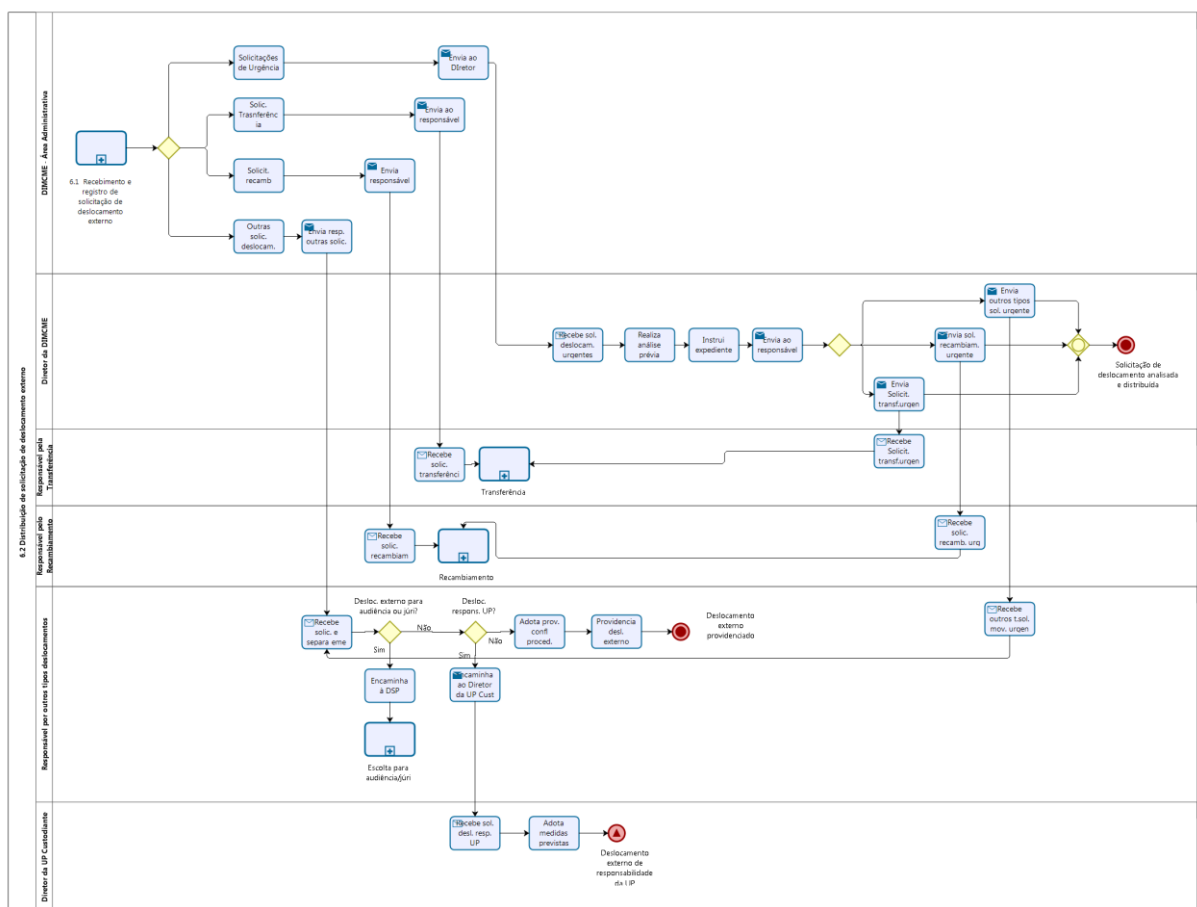 6.2 Distribuição de solicitação de deslocamento externo
DIMCME - Área Administrativa
6.1 Recebimento e
registro de
solicitação de
deslocamento
externo
Solicitações
de Urgência
Envia ao
DIretor
Solic.
Trasnferênc
ia
Envia ao
responsável
Solicit.
recamb
Envia
responsável
Outras
solic.
deslocam.
Envia resp.
outras solic.
Diretor da DIMCME
Recebe sol.
deslocam.
urgentes
Realiza
análise
prévia
Instrui
expediente
Envia ao
responsável
Envia
outros tipos
sol. urgente
Envia sol.
recambiam.
urgente
Envia
Solicit.
transf.urgen
Solicitação de
deslocamento analisada
e distribuída
Responsável pela
Transferência
Recebe
solic.
transferênci
Transferência
Recebe
Solicit.
transf.urgen
Responsável pelo
Recambiamento
Recebe
solic.
recambiam
Recambiamento
Recebe
solic.
recamb. urq
Responsável por outros tipos deslocamentos
Recebe
solic. e
separa eme
Desloc. externo para
audiência ou júri?
Não
Sim
Desloc.
respons. UP?
Não
Sim
Adota prov.
confl
proced.
Providencia
desl.
externo
Deslocamento
externo
providenciado
Recebe
outros t.sol.
mov. urgen
Encaminha
à DSP
Escolta para
audiência/júri
Encaminha
ao Diretor
da UP Cust
Diretor da UP Custodiante
Recebe sol.
desl. resp.
UP
Adota
medidas
previstas
Deslocamento
externo de
responsabilidade
da UP